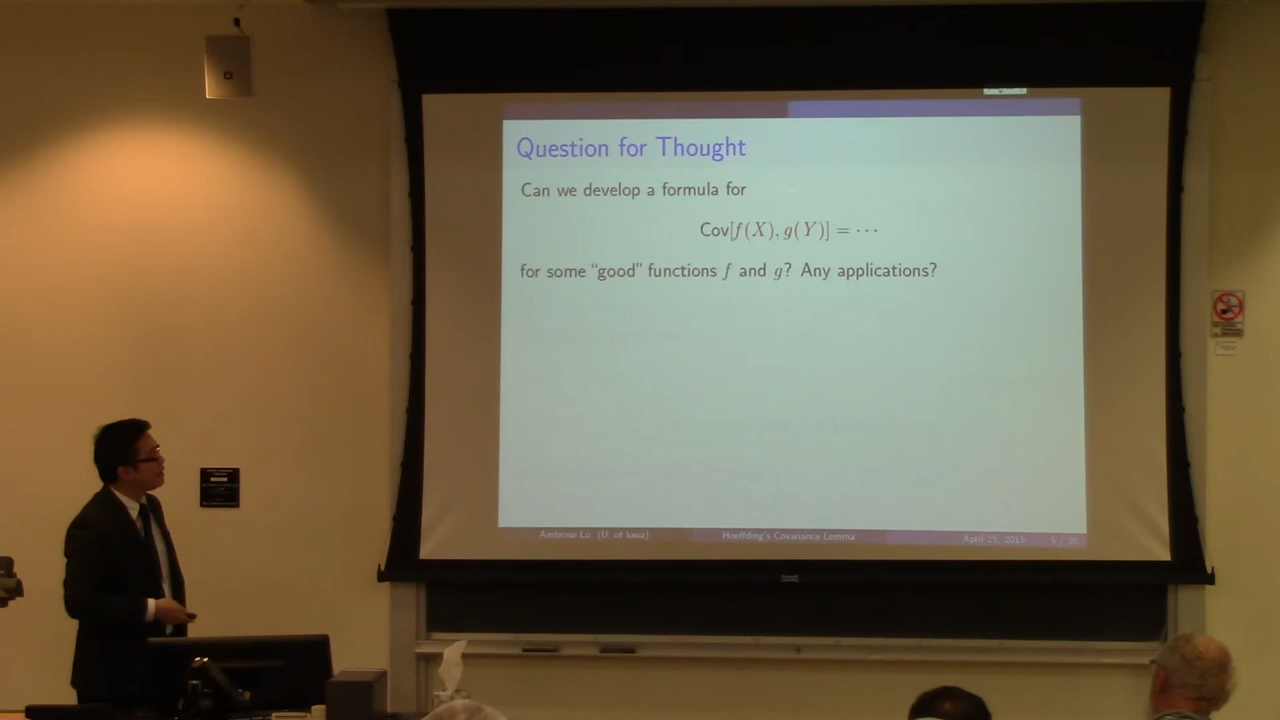 Question for Thought
Can we develop a formula for
Cov[f(X), g(Y)] = ···
for some “good” functions f and g? Any applications?
Ambrose Lo (U. of Iowa) Hoeffding's Covariance Lemma April 25, 2015